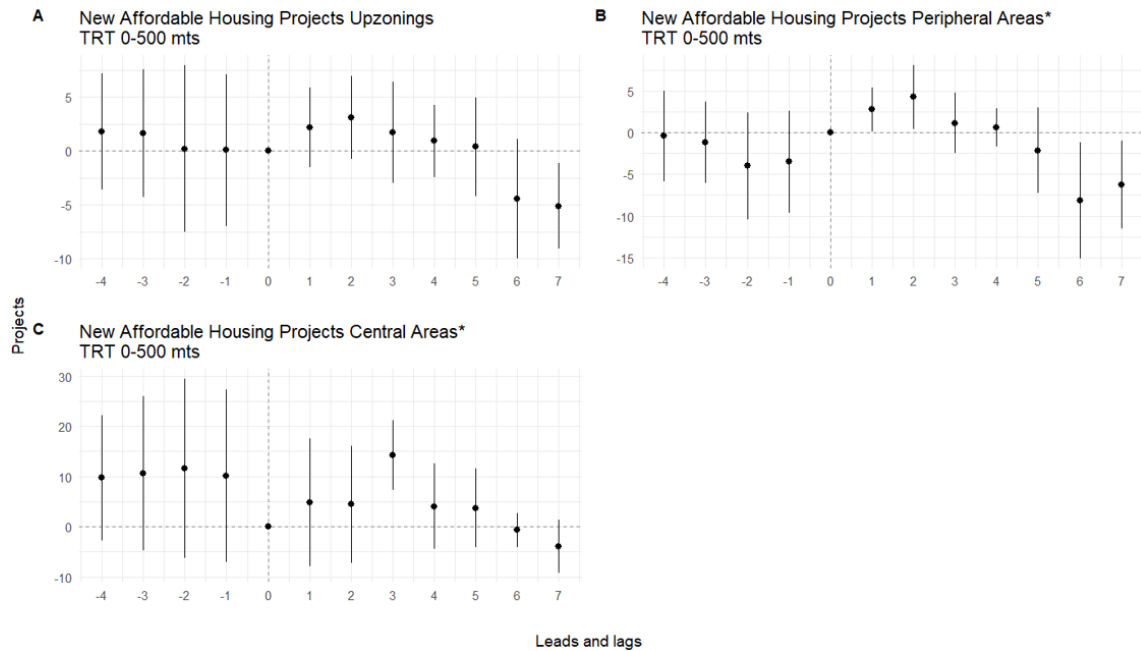 A New Affordable Housing Projects Upzonings
TRT 0-500 mts
5
0
-5
-10
-4 -3 -2 -1 0 1 2 3 4 5 6 7
B New Affordable Housing Projects Peripheral Areas*
TRT 0-500 mts
5
0
-5
-10
-15
-4 -3 -2 -1 0 1 2 3 4 5 6 7
Projects
C New Affordable Housing Projects Central Areas*
TRT 0-500 mts
30
20
10
0
-10
-4 -3 -2 -1 0 1 2 3 4 5 6 7
Leads and lags